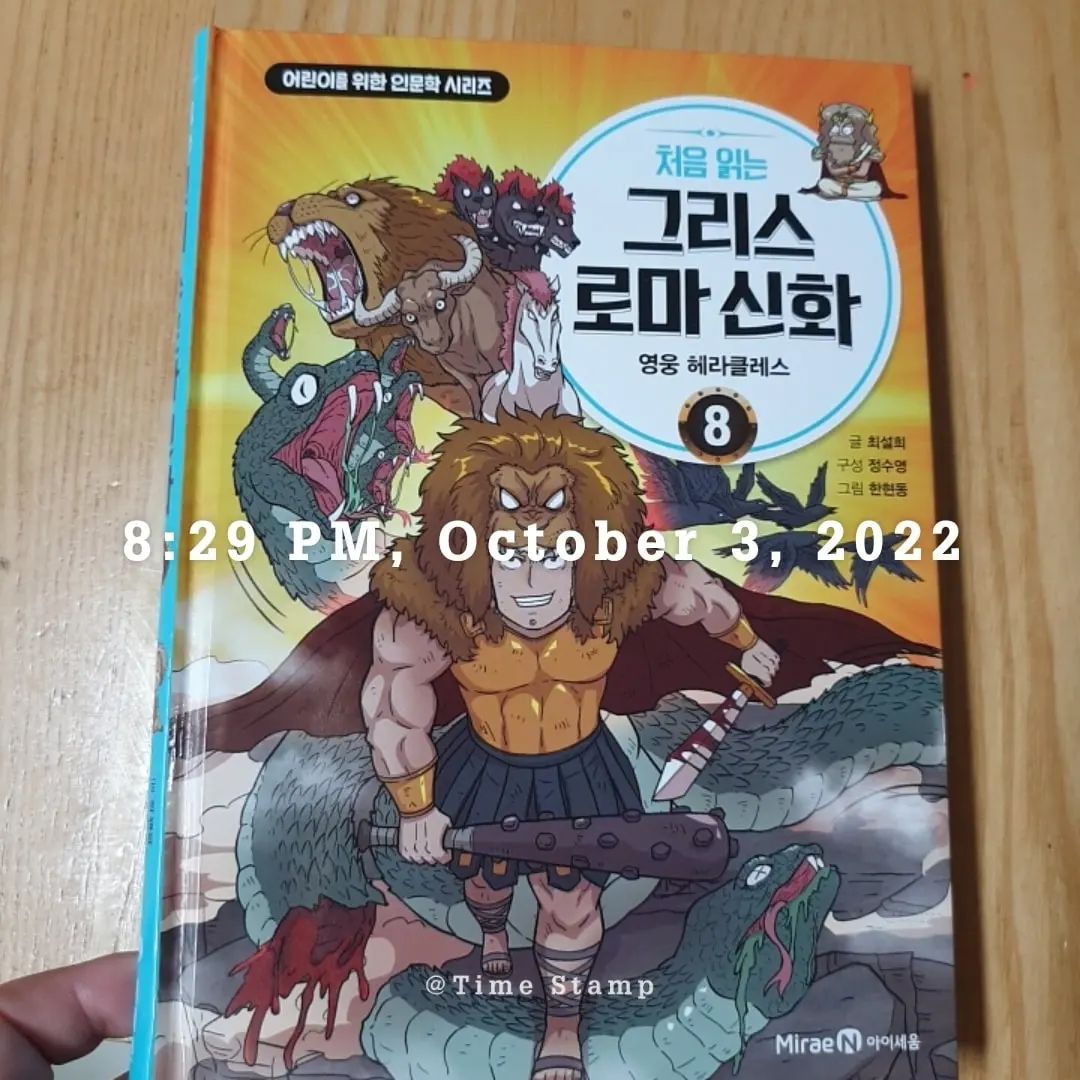 어린이를 위한 인문학 시리즈
처음 읽는
그리스
로마 신화
영웅 헤라클레스
8
글 최설희
구성 정수영
그림 한현동
8:29 PM, October 3, 2022
@Time Stamp
Mirae N 아이세움